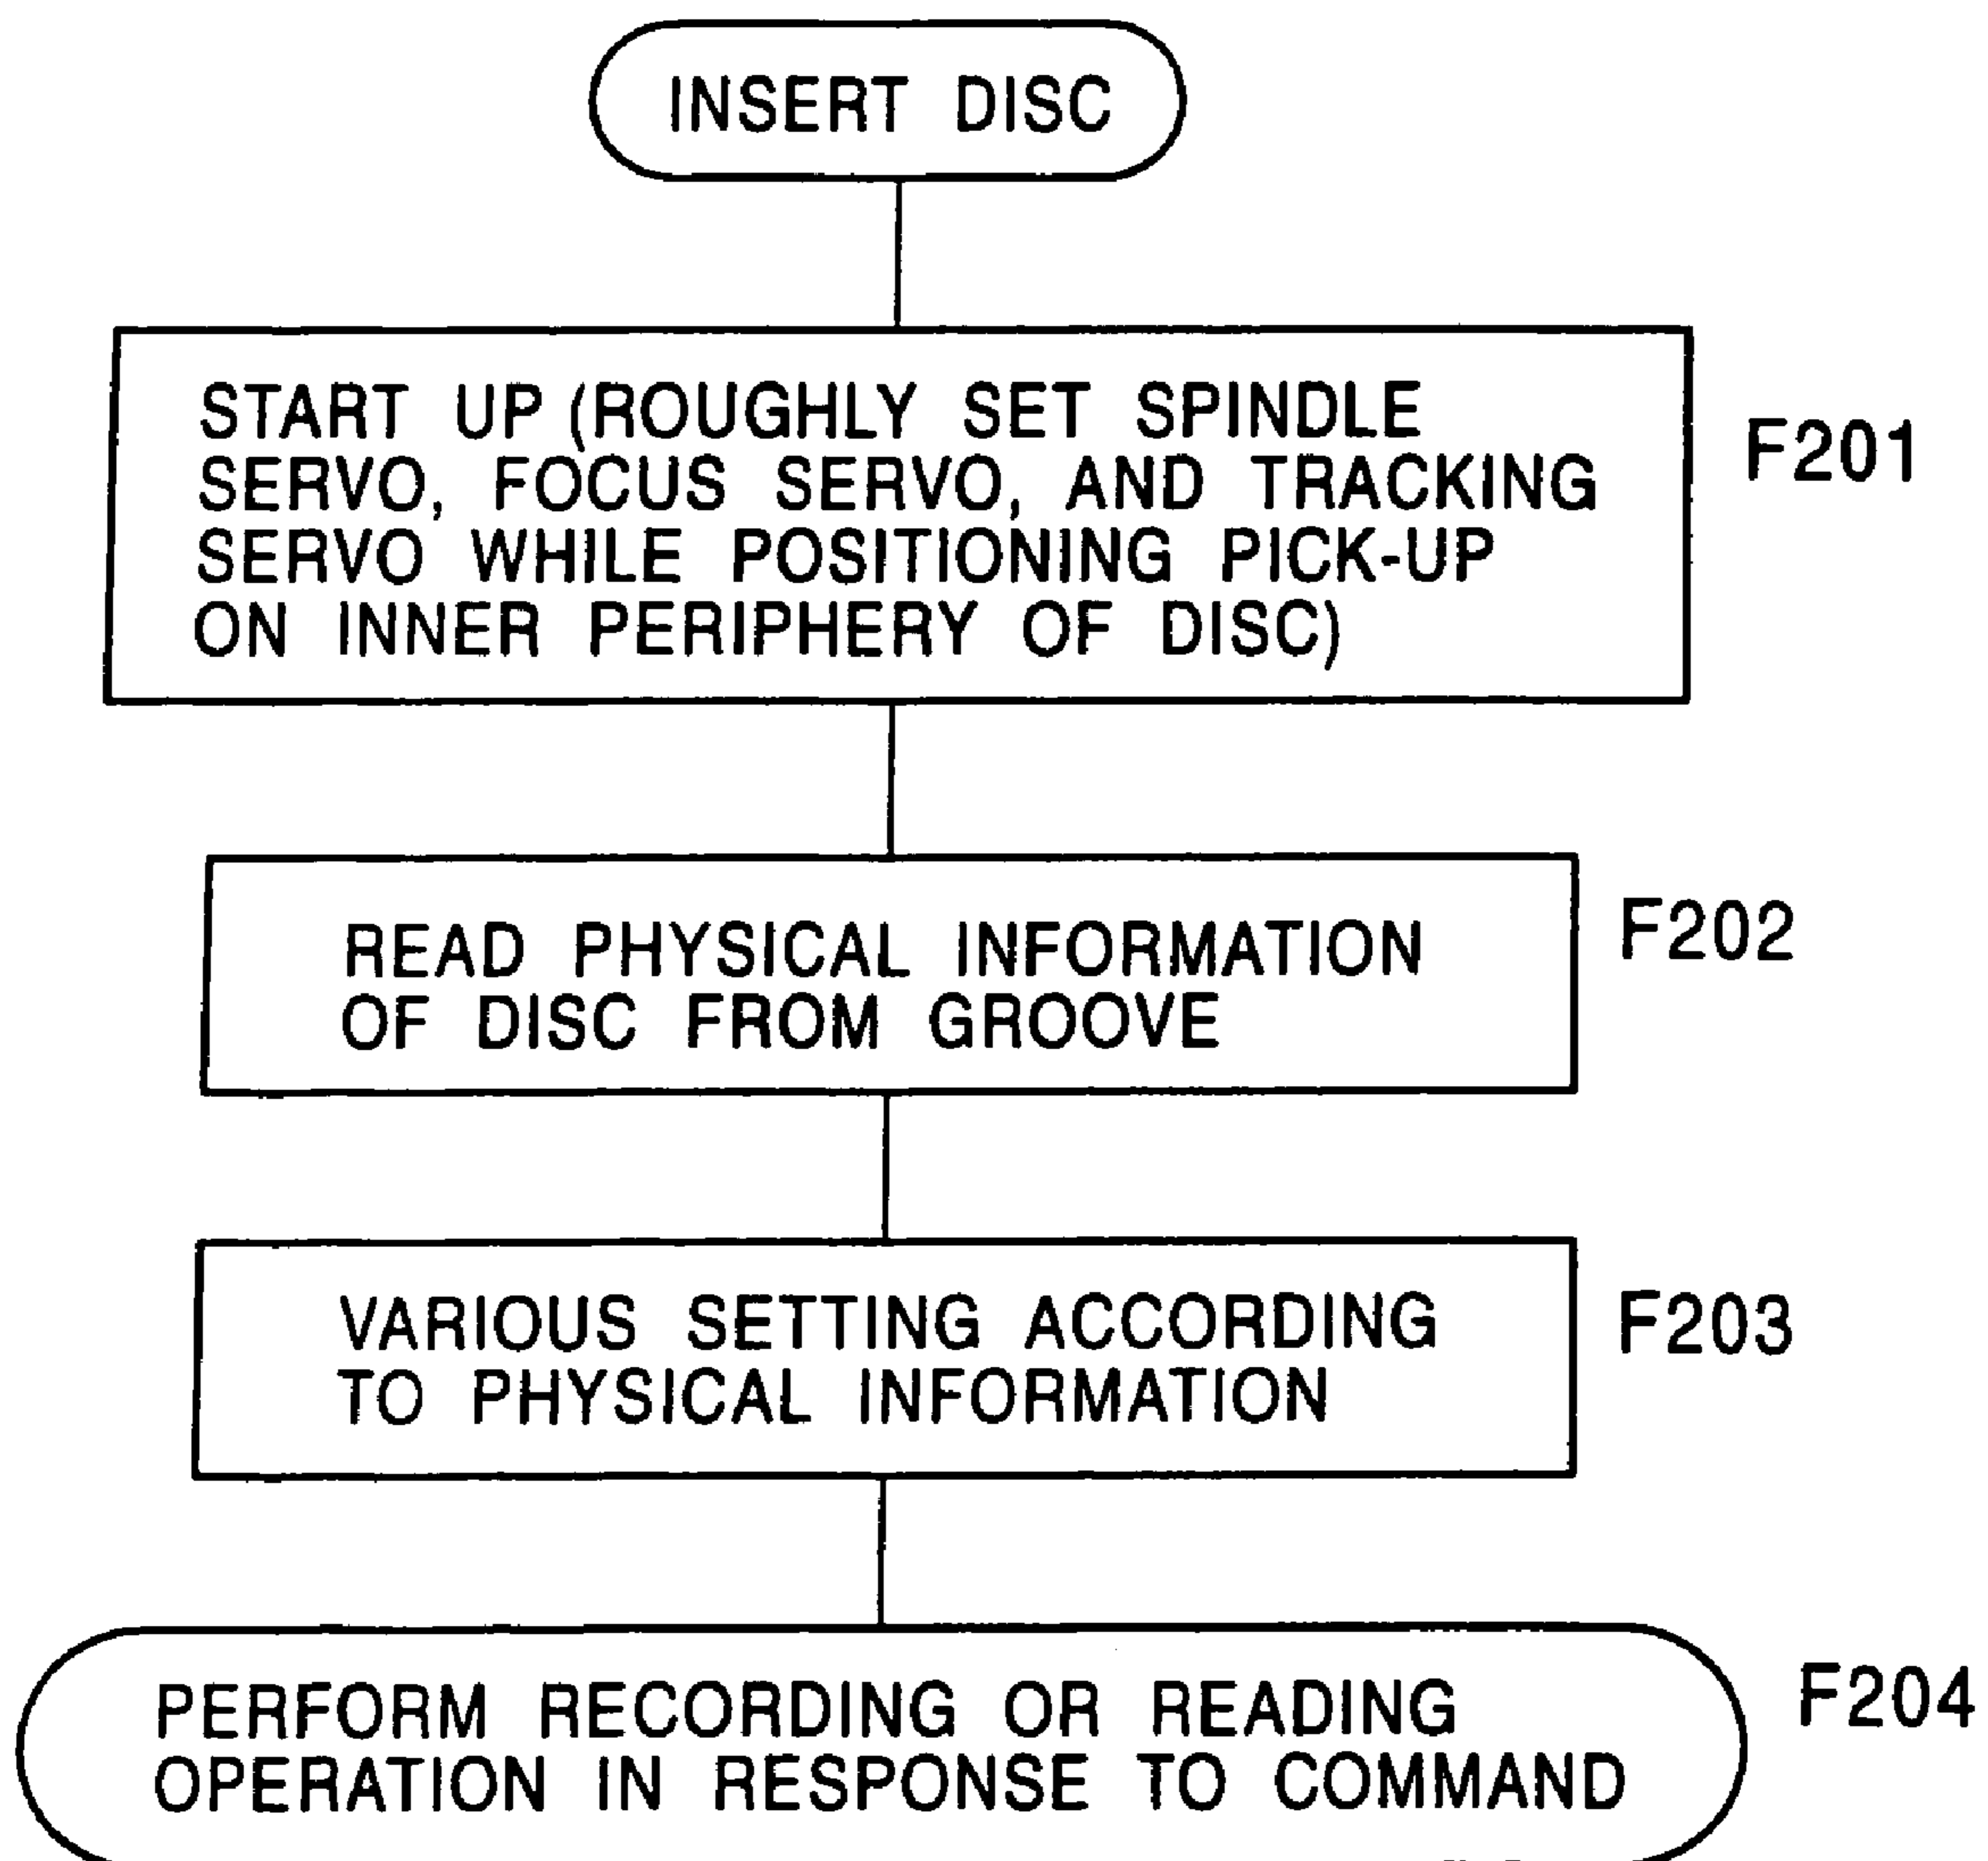 INSERT DISC
START UP (ROUGHLY SET SPINDLE
SERVO, FOCUS SERVO, AND TRACKING
SERVO WHILE POSITIONING PICK-UP
ON INNER PERIPHERY OF DISC)
F201
READ PHYSICAL INFORMATION
OF DISC FROM GROOVE
F202
VARIOUS SETTING ACCORDING
TO PHYSICAL INFORMATION
F203
PERFORM RECORDING OR READING
OPERATION IN RESPONSE TO COMMAND
F204